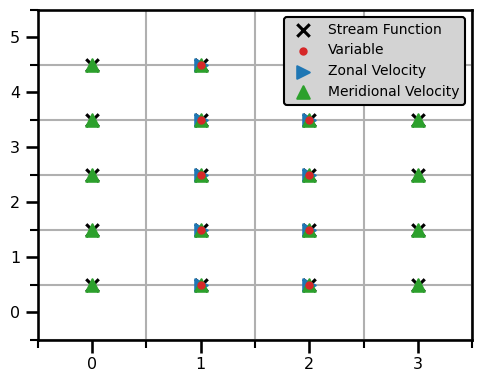 Stream Function
Variable
Zonal Velocity
Meridional Velocity
5
4
3
2
1
0
0 1 2 3